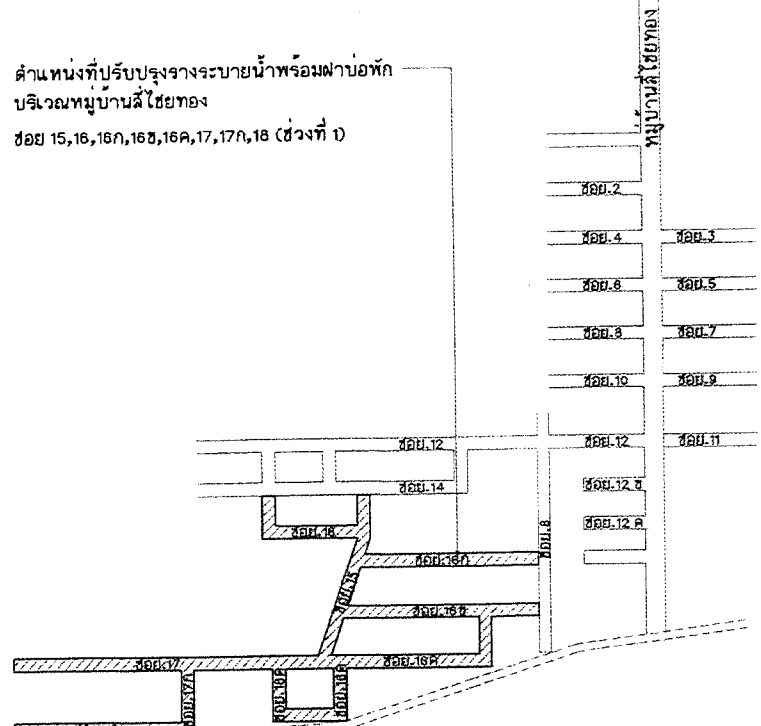 ตำแหน่งที่ปรับปรุงรางระบายน้ำพร้อมฝาบ่อพัก
บริเวณหมู่บ้านสีไชยทอง
ซอย 15,16,16ก,16ข,16ค,17,17ก,18 (ช่วงที่ 1)
หมู่บ้านสีไชยทอง
ซอย.2
ซอย.4
ซอย.3
ซอย.6
ซอย.5
ซอย.8
ซอย.7
ซอย.10
ซอย.9
ซอย.12
ซอย.12
ซอย.11
ซอย.14
ซอย.12 ข
ซอย.12 ค
ซอย.8
ซอย.16
ซอย.16ก
ซอย.15
ซอย.16ข
ซอย.17
ซอย.16ค
ซอย.17ก